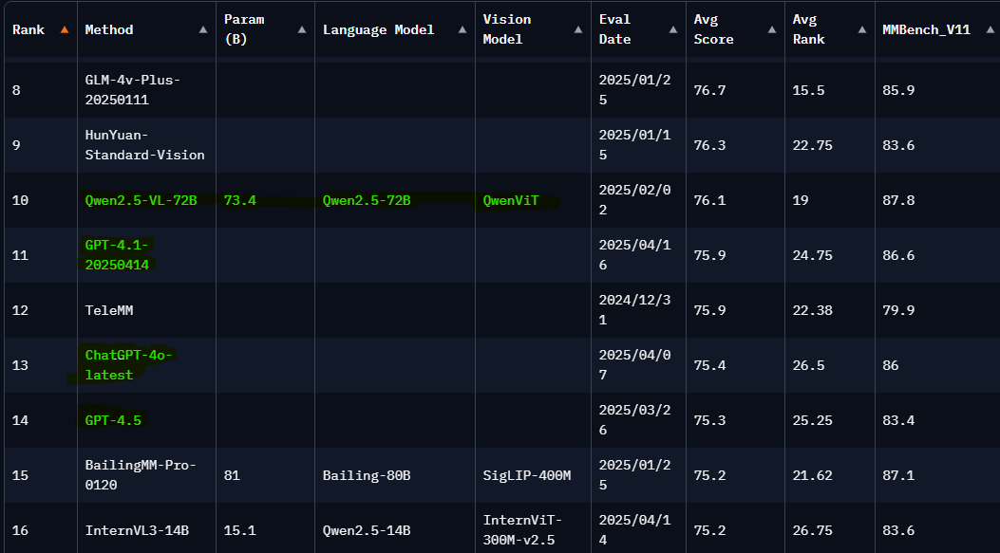 Rank Method Param (B) Language Model Vision Model Eval Date Avg Score Avg Rank MMBench_V11
8 GLM-4v-Plus-20250111 2025/01/25 76.7 15.5 85.9
9 HunYuan-Standard-Vision 2025/01/15 76.3 22.75 83.6
10 Qwen2.5-VL-72B 73.4 Qwen2.5-72B QwenViT 2025/02/02 76.1 19 87.8
11 GPT-4.1-20250414 2025/04/16 75.9 24.75 86.6
12 TeleMM 2024/12/31 75.9 22.38 79.9
13 ChatGPT-4o-latest 2025/04/07 75.4 26.5 86
14 GPT-4.5 2025/03/26 75.3 25.25 83.4
15 BailingMM-Pro-0120 81 Bailing-80B SigLIP-400M 2025/01/25 75.2 21.62 87.1
16 InternVL3-14B 15.1 Qwen2.5-14B InternViT-300M-v2.5 2025/04/14 75.2 26.75 83.6